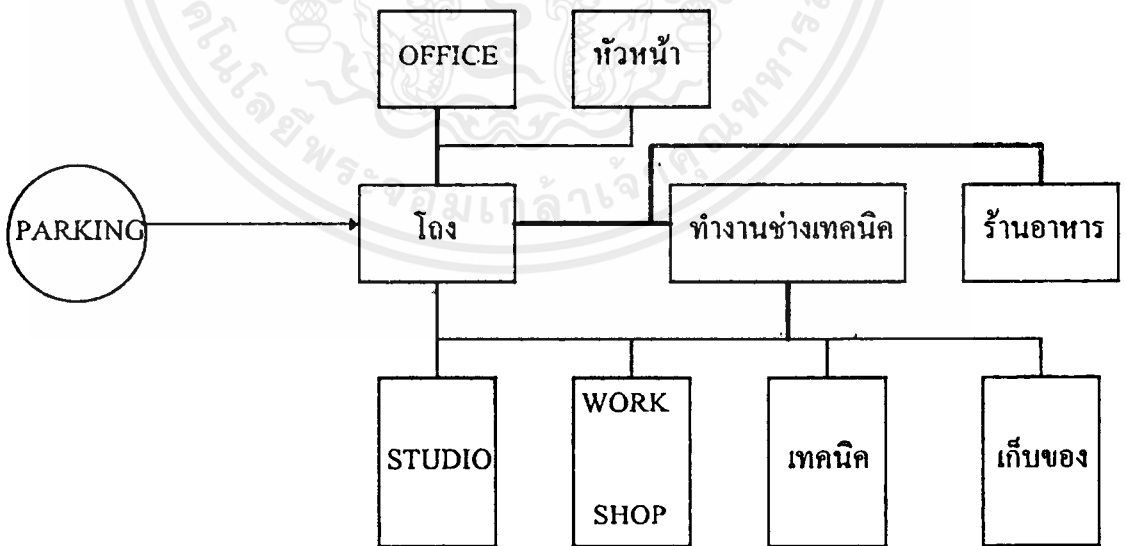 OFFICE
หัวหน้า
PARKING
โถง
ทำงานช่างเทคนิค
ร้านอาหาร
STUDIO
WORK
SHOP
เทคนิค
เก็บของ